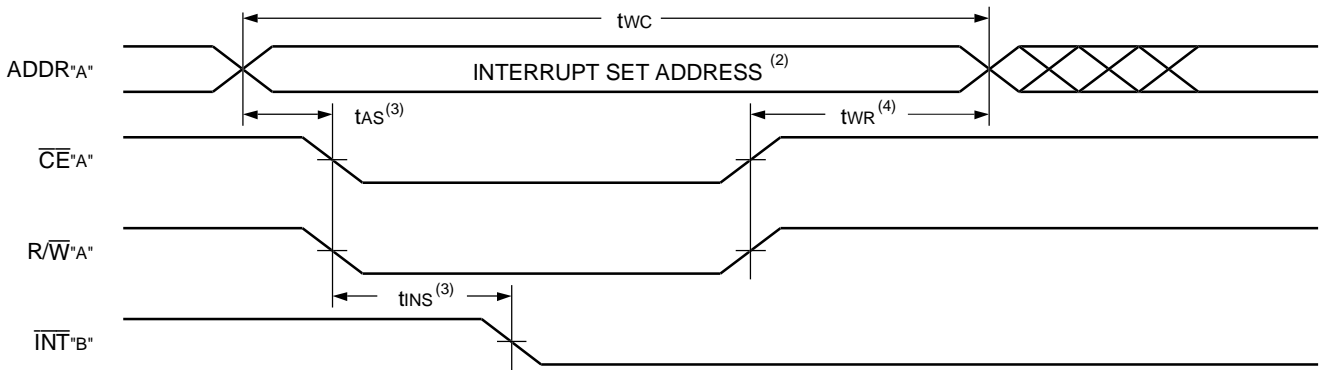 tWC
ADDR"A"
INTERRUPT SET ADDRESS (2)
tAS(3)
tWR(4)
CE"A"
R/W"A"
tINS(3)
INT"B"